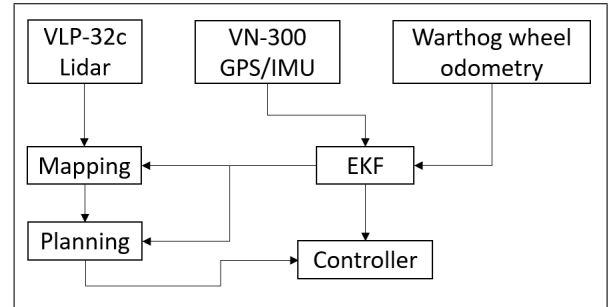 VLP-32c
Lidar
VN-300
GPS/IMU
Warthog wheel
odometry
Mapping
EKF
Planning
Controller